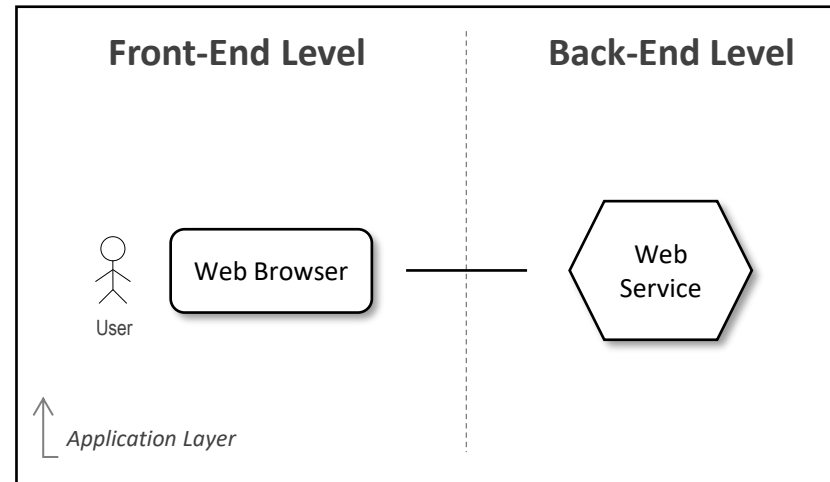 Front-End Level
Back-End Level
Web Browser
Web
Service
User
Application Layer